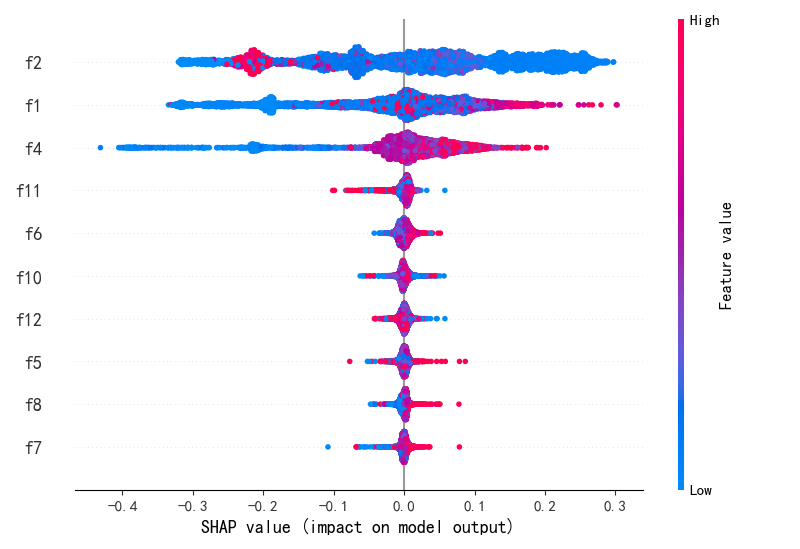 High
f2
f1
f4
f11
f6
f10
f12
f5
f8
f7
Feature value
Low
-0.4 -0.3 -0.2 -0.1 0.0 0.1 0.2 0.3
SHAP value (impact on model output)